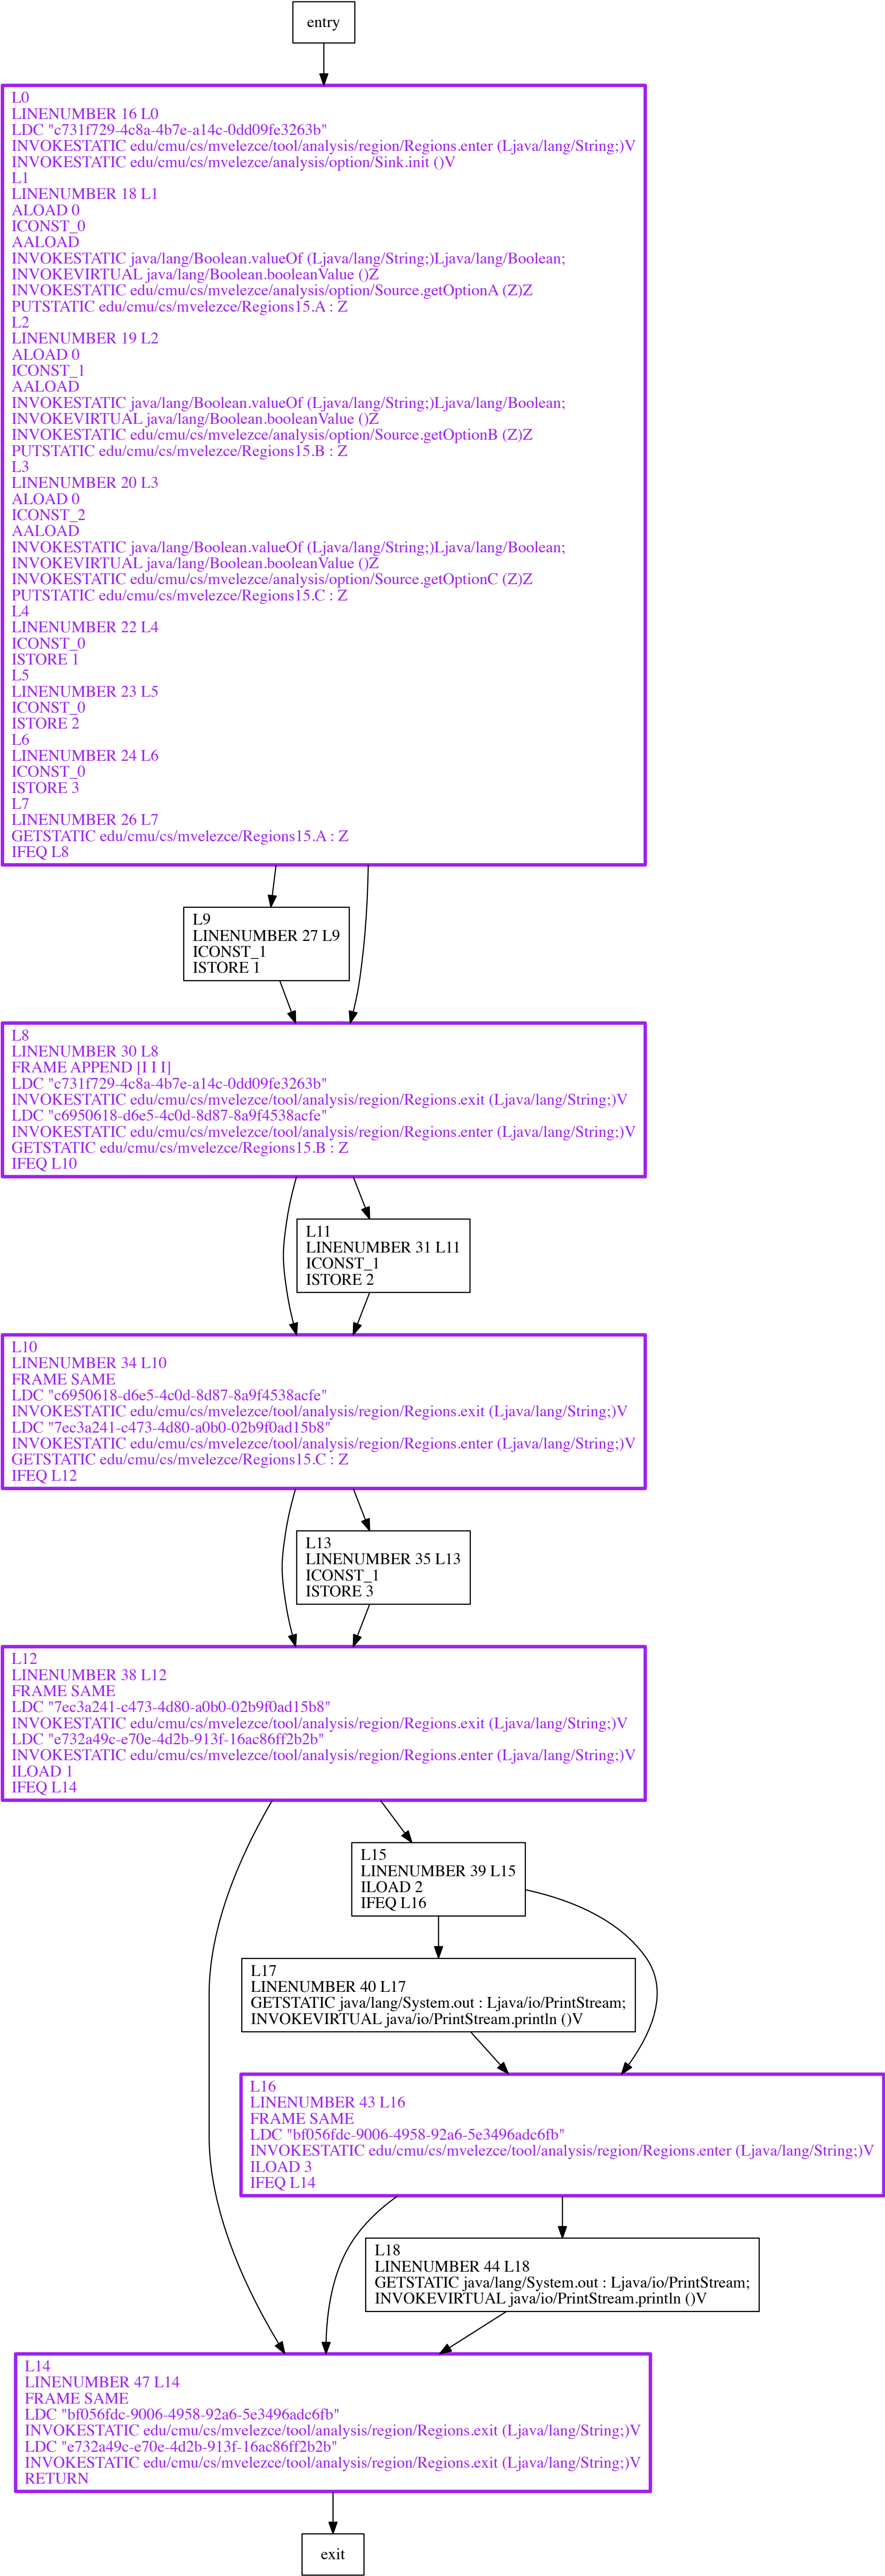 entry
L0
LINENUMBER 16 L0
LDC "c731f729-4c8a-4b7e-a14c-0dd09fe3263b"
INVOKESTATIC edu/cmu/cs/mvelezce/tool/analysis/region/Regions.enter (Ljava/lang/String;)V
INVOKESTATIC edu/cmu/cs/mvelezce/analysis/option/Sink.init ()V
L1
LINENUMBER 18 L1
ALOAD 0
ICONST_0
AALOAD
INVOKESTATIC java/lang/Boolean.valueOf (Ljava/lang/String;)Ljava/lang/Boolean;
INVOKEVIRTUAL java/lang/Boolean.booleanValue ()Z
INVOKESTATIC edu/cmu/cs/mvelezce/analysis/option/Source.getOptionA (Z)Z
PUTSTATIC edu/cmu/cs/mvelezce/Regions15.A : Z
L2
LINENUMBER 19 L2
ALOAD 0
ICONST_1
AALOAD
INVOKESTATIC java/lang/Boolean.valueOf (Ljava/lang/String;)Ljava/lang/Boolean;
INVOKEVIRTUAL java/lang/Boolean.booleanValue ()Z
INVOKESTATIC edu/cmu/cs/mvelezce/analysis/option/Source.getOptionB (Z)Z
PUTSTATIC edu/cmu/cs/mvelezce/Regions15.B : Z
L3
LINENUMBER 20 L3
ALOAD 0
ICONST_2
AALOAD
INVOKESTATIC java/lang/Boolean.valueOf (Ljava/lang/String;)Ljava/lang/Boolean;
INVOKEVIRTUAL java/lang/Boolean.booleanValue ()Z
INVOKESTATIC edu/cmu/cs/mvelezce/analysis/option/Source.getOptionC (Z)Z
PUTSTATIC edu/cmu/cs/mvelezce/Regions15.C : Z
L4
LINENUMBER 22 L4
ICONST_0
ISTORE 1
L5
LINENUMBER 23 L5
ICONST_0
ISTORE 2
L6
LINENUMBER 24 L6
ICONST_0
ISTORE 3
L7
LINENUMBER 26 L7
GETSTATIC edu/cmu/cs/mvelezce/Regions15.A : Z
IFEQ L8
L9
LINENUMBER 27 L9
ICONST_1
ISTORE 1
L8
LINENUMBER 30 L8
FRAME APPEND [I I I]
LDC "c731f729-4c8a-4b7e-a14c-0dd09fe3263b"
INVOKESTATIC edu/cmu/cs/mvelezce/tool/analysis/region/Regions.exit (Ljava/lang/String;)V
LDC "c6950618-d6e5-4c0d-8d87-8a9f4538acfe"
INVOKESTATIC edu/cmu/cs/mvelezce/tool/analysis/region/Regions.enter (Ljava/lang/String;)V
GETSTATIC edu/cmu/cs/mvelezce/Regions15.B : Z
IFEQ L10
L11
LINENUMBER 31 L11
ICONST_1
ISTORE 2
L10
LINENUMBER 34 L10
FRAME SAME
LDC "c6950618-d6e5-4c0d-8d87-8a9f4538acfe"
INVOKESTATIC edu/cmu/cs/mvelezce/tool/analysis/region/Regions.exit (Ljava/lang/String;)V
LDC "7ec3a241-c473-4d80-a0b0-02b9f0ad15b8"
INVOKESTATIC edu/cmu/cs/mvelezce/tool/analysis/region/Regions.enter (Ljava/lang/String;)V
GETSTATIC edu/cmu/cs/mvelezce/Regions15.C : Z
IFEQ L12
L13
LINENUMBER 35 L13
ICONST_1
ISTORE 3
L12
LINENUMBER 38 L12
FRAME SAME
LDC "7ec3a241-c473-4d80-a0b0-02b9f0ad15b8"
INVOKESTATIC edu/cmu/cs/mvelezce/tool/analysis/region/Regions.exit (Ljava/lang/String;)V
LDC "e732a49c-e70e-4d2b-913f-16ac86ff2b2b"
INVOKESTATIC edu/cmu/cs/mvelezce/tool/analysis/region/Regions.enter (Ljava/lang/String;)V
ILOAD 1
IFEQ L14
L15
LINENUMBER 39 L15
ILOAD 2
IFEQ L16
L17
LINENUMBER 40 L17
GETSTATIC java/lang/System.out : Ljava/io/PrintStream;
INVOKEVIRTUAL java/io/PrintStream.println ()V
L16
LINENUMBER 43 L16
FRAME SAME
LDC "bf056fdc-9006-4958-92a6-5e3496adc6fb"
INVOKESTATIC edu/cmu/cs/mvelezce/tool/analysis/region/Regions.enter (Ljava/lang/String;)V
ILOAD 3
IFEQ L14
L18
LINENUMBER 44 L18
GETSTATIC java/lang/System.out : Ljava/io/PrintStream;
INVOKEVIRTUAL java/io/PrintStream.println ()V
L14
LINENUMBER 47 L14
FRAME SAME
LDC "bf056fdc-9006-4958-92a6-5e3496adc6fb"
INVOKESTATIC edu/cmu/cs/mvelezce/tool/analysis/region/Regions.exit (Ljava/lang/String;)V
LDC "e732a49c-e70e-4d2b-913f-16ac86ff2b2b"
INVOKESTATIC edu/cmu/cs/mvelezce/tool/analysis/region/Regions.exit (Ljava/lang/String;)V
RETURN
exit